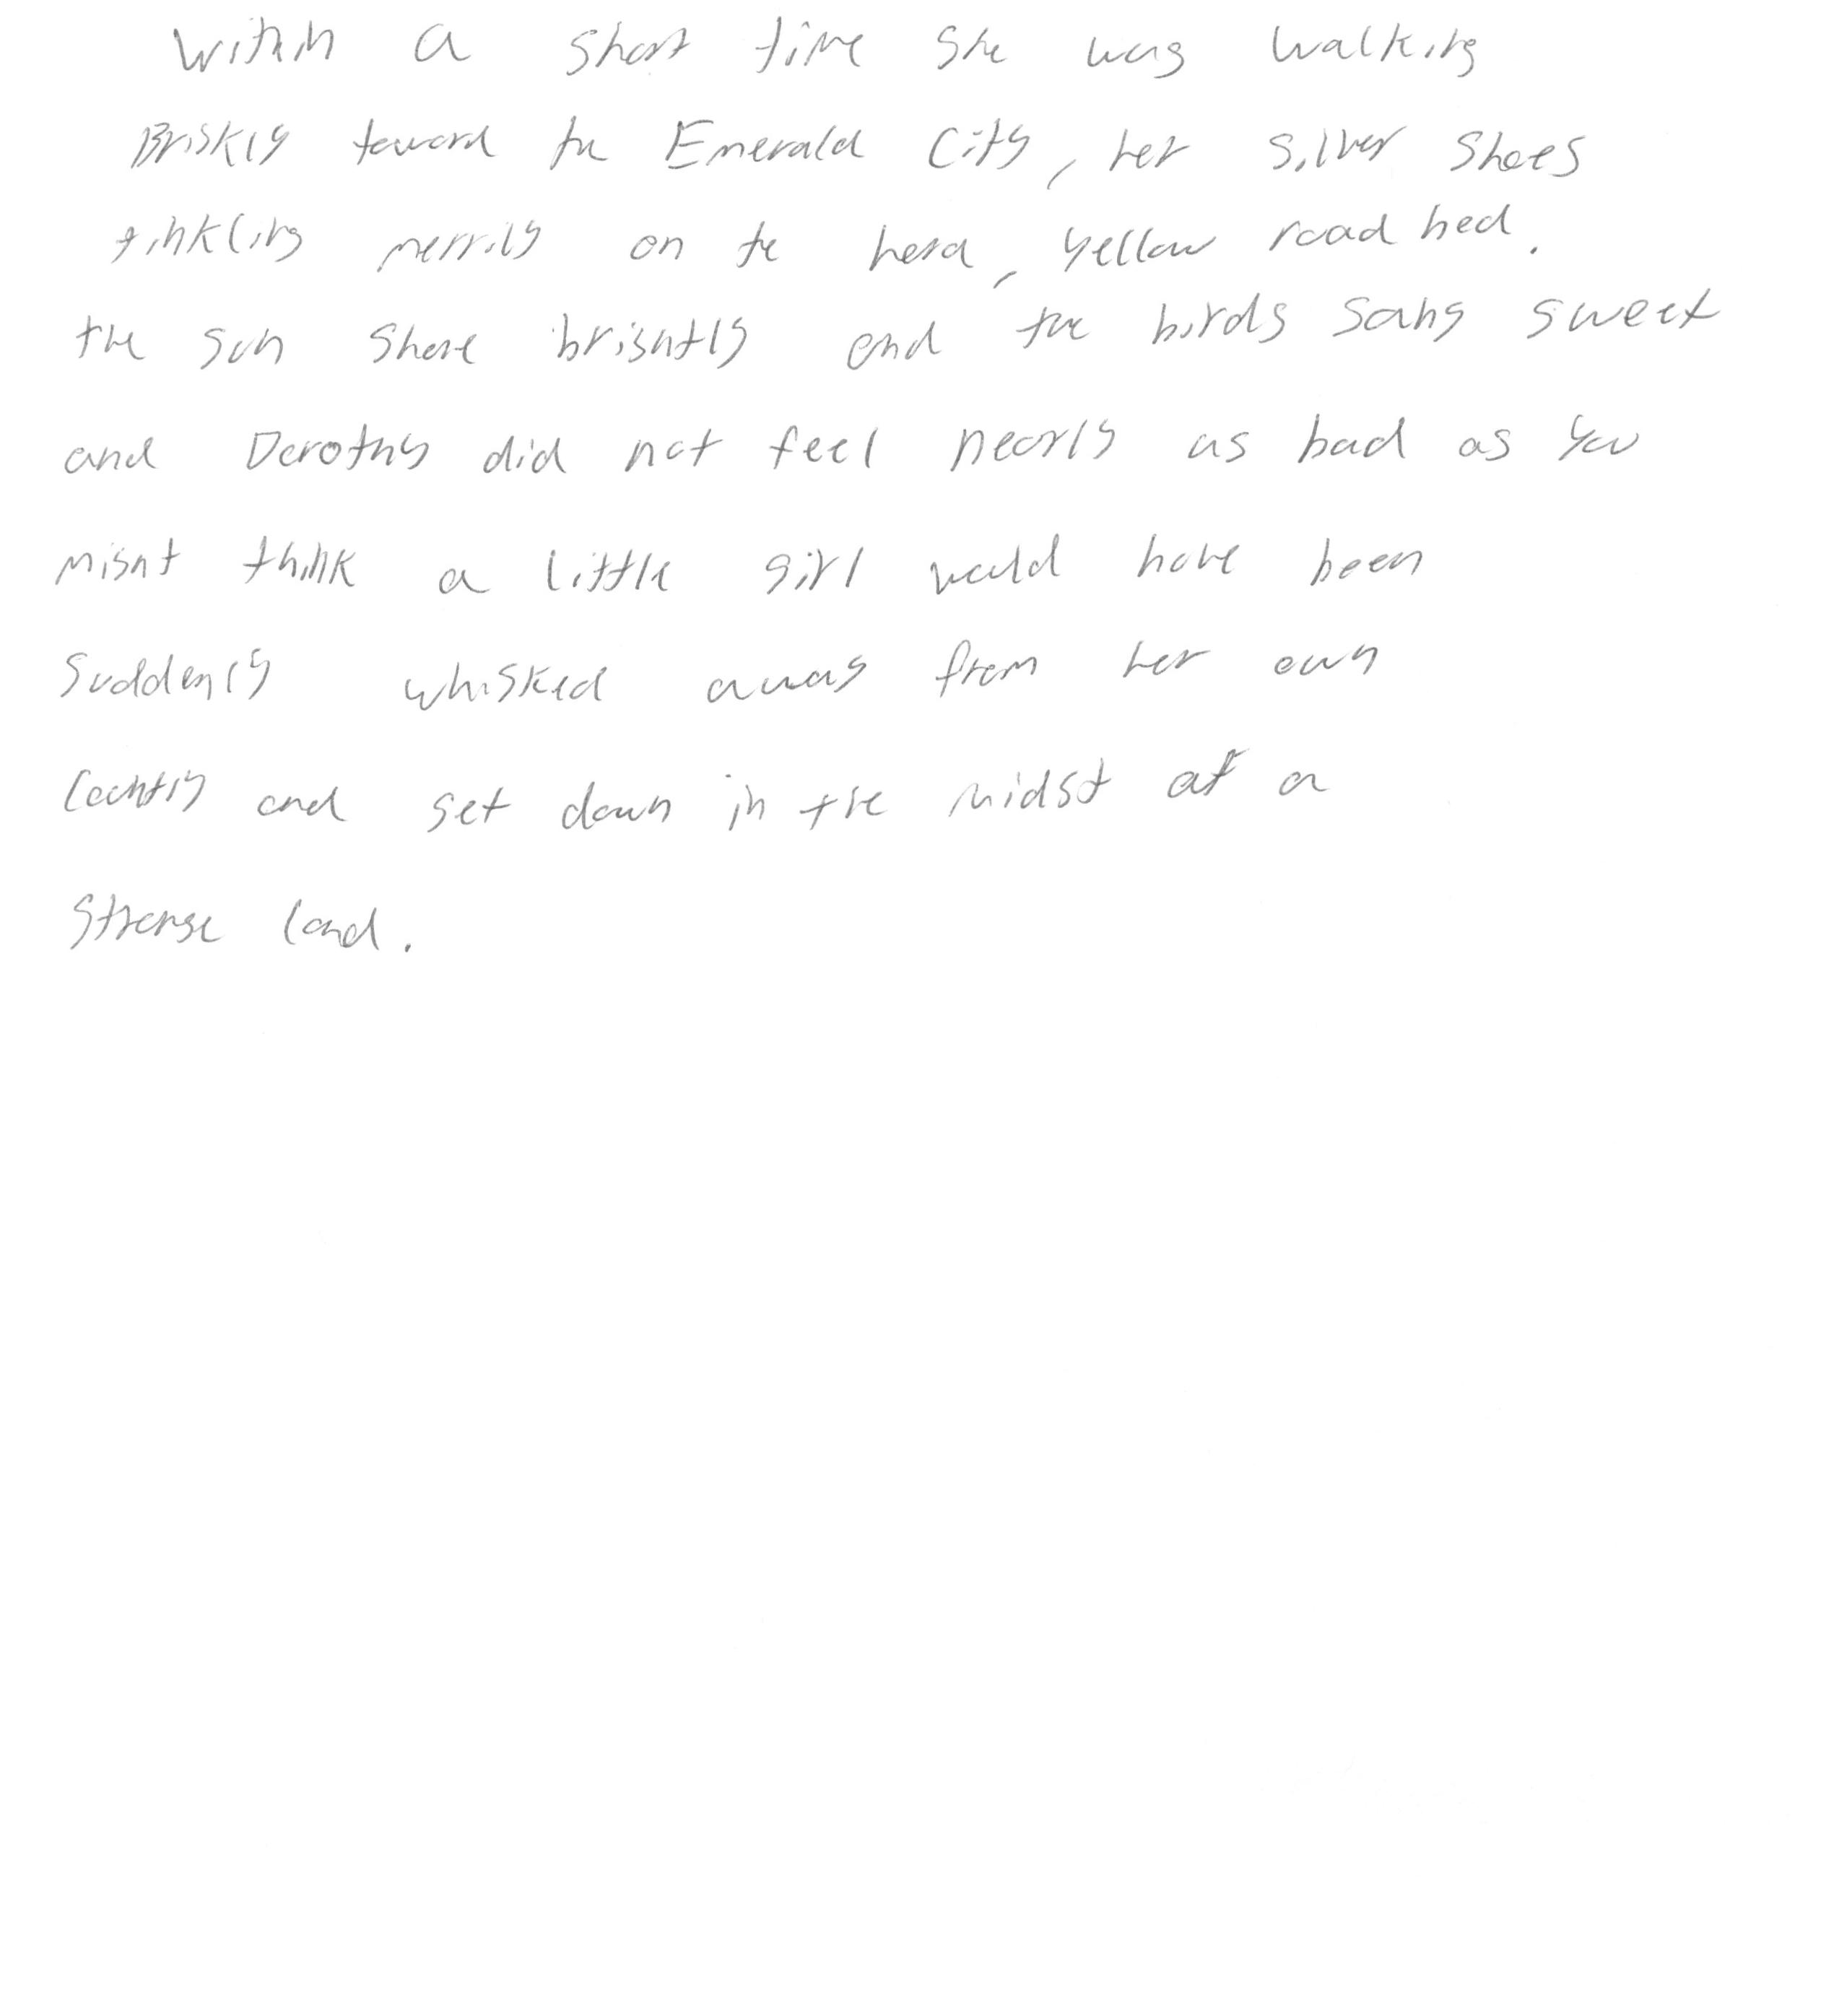 Within a short time she was walking
Briskly toward the Emerald City, her silver shoes
tinkling merrily on the hard, yellow road bed.
the sun shone brightly and the birds sang sweet
and Dorothy did not feel nearly as bad as you
might think a little girl would have been
suddenly whisked away from her own
country and set down in the midst of a
strange land.